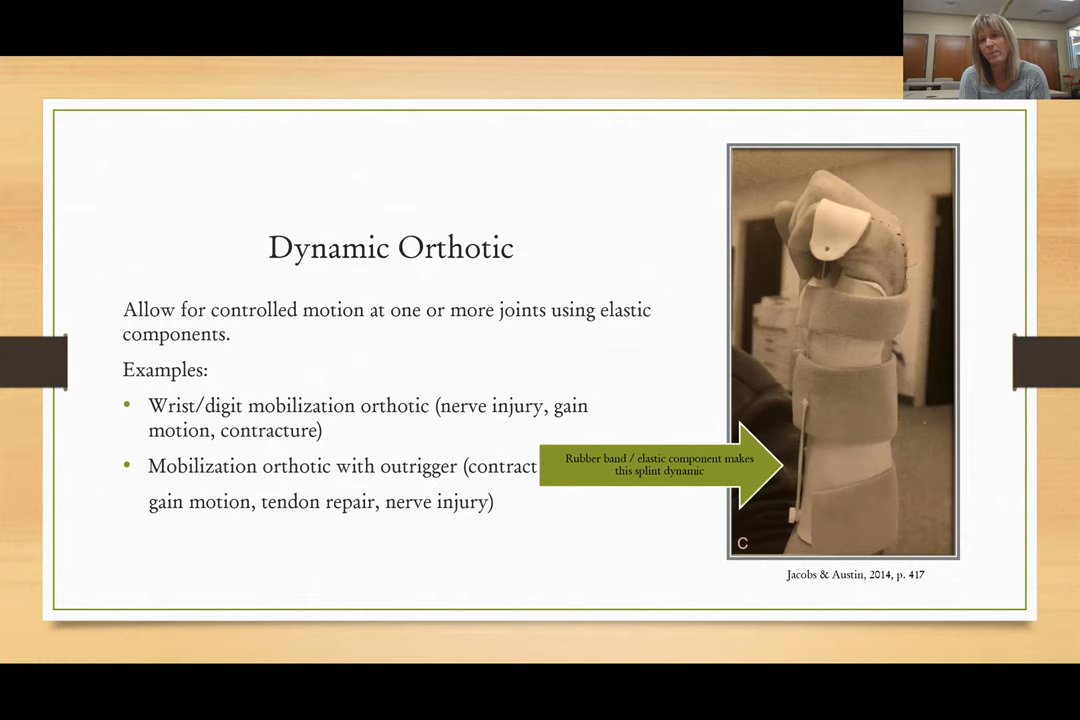 Dynamic Orthotic
Allow for controlled motion at one or more joints using elastic
components.
Examples:
• Wrist/digit mobilization orthotic (nerve injury, gain
motion, contracture)
• Mobilization orthotic with outrigger (contract
gain motion, tendon repair, nerve injury)
Rubber band / elastic component makes
this splint dynamic
C
Jacobs & Austin, 2014, p. 417